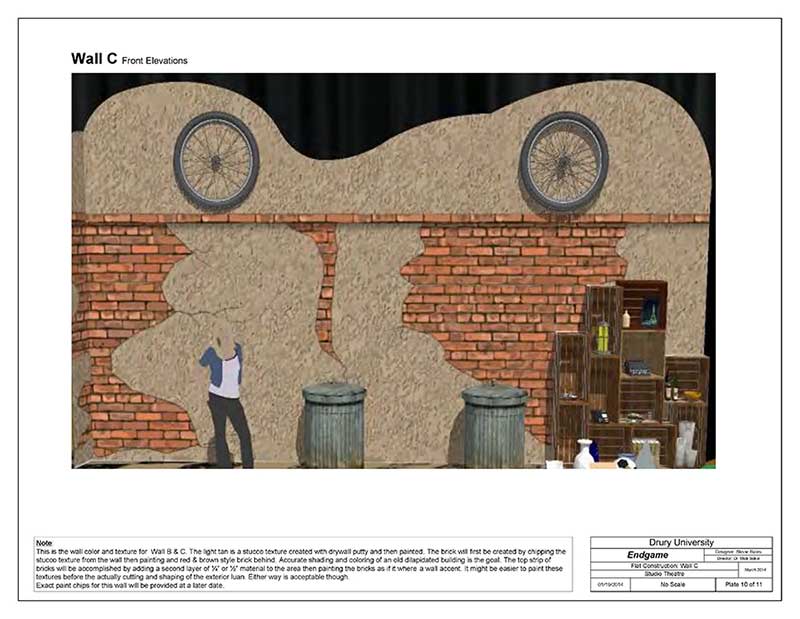 Wall C Front Elevations
Note
This is the wall color and texture for Wall B & C. The light tan is a stucco texture created with drywall putty and then painted. The brick will first be created by chipping the
stucco texture from the wall then painting and red & brown style brick behind. Accurate shading and coloring of an old dilapidated building is the goal. The top strip of
bricks will be accomplished by adding a second layer of ¼" or ½" material to the area then painting the bricks as if it where a wall accent. It might be easier to paint these
textures before the actually cutting and shaping of the exterior luan. Either way is acceptable though.
Exact paint chips for this wall will be provided at a later date.
Drury University
Endgame
Designer:
Director: Dr.
Flat Construction: Wall C
Studio Theatre
March 2014
01/19/2014
No Scale
Plate 10 of 11